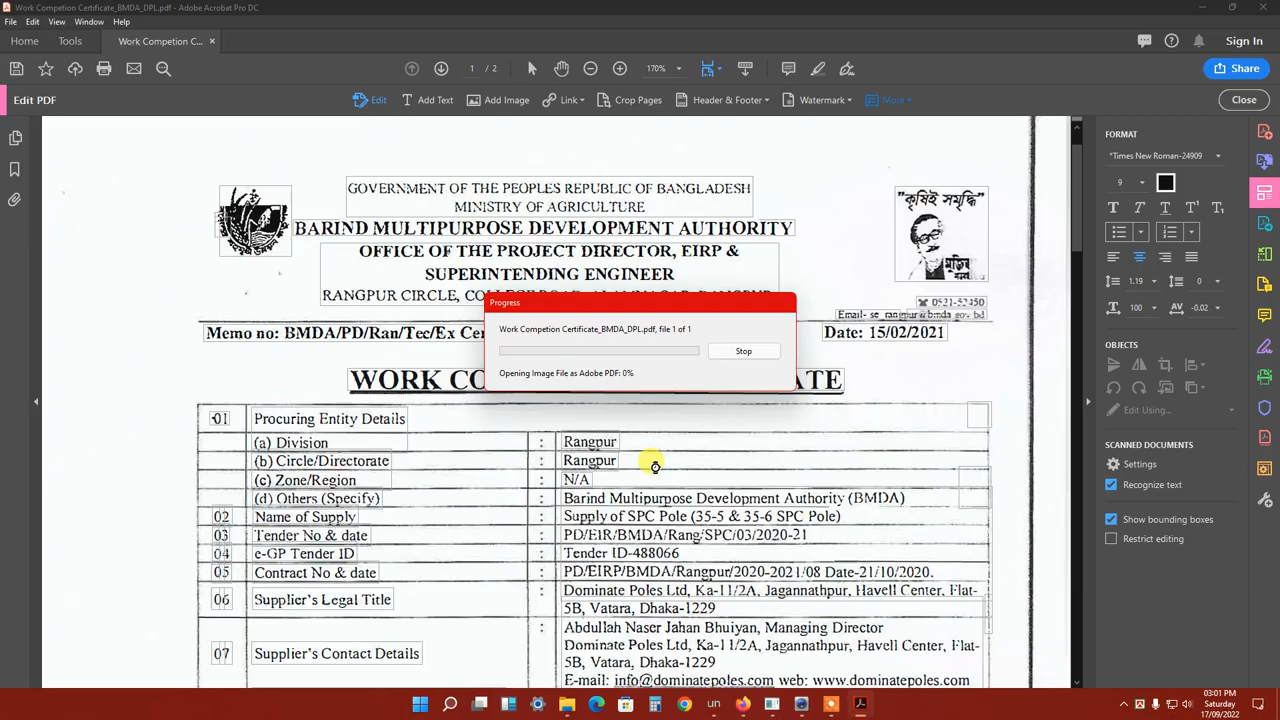 Work Competion Certificate_BMDA_DPL.pdf - Adobe Acrobat Pro DC
File Edit View Window Help
Home Tools Work Competion C... × Sign In
1 / 2 170% Share
Edit PDF Edit Add Text Add Image Link Crop Pages Header & Footer Watermark More Close
GOVERNMENT OF THE PEOPLES REPUBLIC OF BANGLADESH
MINISTRY OF AGRICULTURE
BARIND MULTIPURPOSE DEVELOPMENT AUTHORITY
OFFICE OF THE PROJECT DIRECTOR, EIRP &
SUPERINTENDING ENGINEER
RANGPUR CIRCLE,
"কৃষিই সমৃদ্ধি"
মুজিব
0521-52450
Email-
Memo no: BMDA/PD/Ran/Tec/Ex Cer Date: 15/02/2021
WORK CO ATE
Progress
Work Competion Certificate_BMDA_DPL.pdf, file 1 of 1
Stop
Opening Image File as Adobe PDF: 0%
01 Procuring Entity Details
(a) Division : Rangpur
(b) Circle/Directorate : Rangpur
(c) Zone/Region : N/A
(d) Others (Specify) : Barind Multipurpose Development Authority (BMDA)
02 Name of Supply : Supply of SPC Pole (35-5 & 35-6 SPC Pole)
03 Tender No & date : PD/EIR/BMDA/Rang/SPC/03/2020-21
04 e-GP Tender ID : Tender ID-488066
05 Contract No & date : PD/EIRP/BMDA/Rangpur/2020-2021/08 Date-21/10/2020.
06 Supplier's Legal Title : Dominate Poles Ltd, Ka-11/2A, Jagannathpur, Havell Center, Flat-
5B, Vatara, Dhaka-1229
07 Supplier's Contact Details : Abdullah Naser Jahan Bhuiyan, Managing Director
Dominate Poles Ltd, Ka-11/2A, Jagannathpur, Havell Center, Flat-
5B, Vatara, Dhaka-1229
E-mail: info@dominatepoles.com web: www.dominatepoles.com
FORMAT
*Times New Roman-24909
9
T T T T¹ T₁
1.19 0
100 AV -0.02
OBJECTS
Edit Using...
SCANNED DOCUMENTS
Settings
Recognize text
Show bounding boxes
Restrict editing
un
03:01 PM
Saturday
17/09/2022